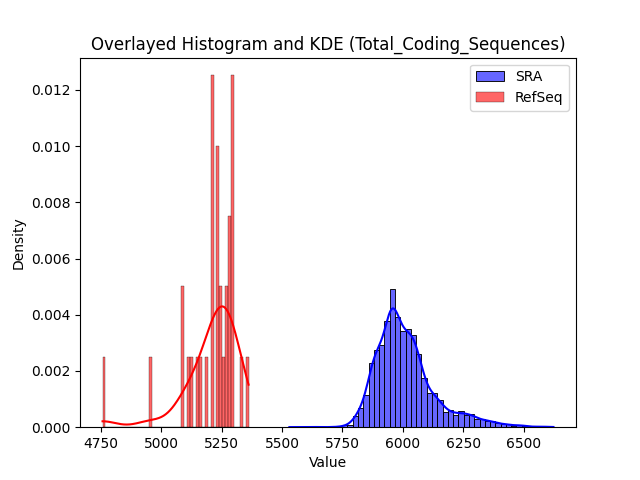 Overlayed Histogram and KDE (Total_Coding_Sequences)
SRA
RefSeq
Density
0.012
0.010
0.008
0.006
0.004
0.002
0.000
4750 5000 5250 5500 5750 6000 6250 6500
Value